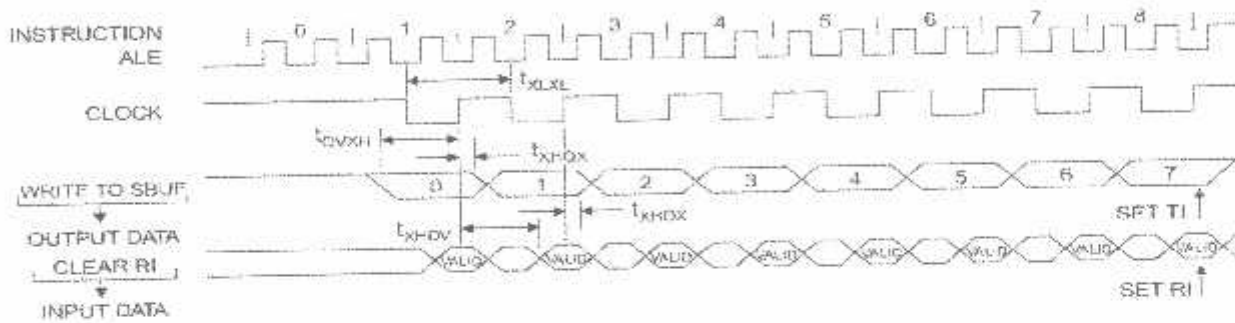 INSTRUCTION 0 1 2 3 4 5 6 7 8
ALE
tXLXL
CLOCK
tQVXH
tXHQX
WRITE TO SBUF 0 1 2 3 4 5 6 7
tXHDX
SET TI
OUTPUT DATA
tXHDV
VALID VALID VALID VALID VALID VALID VALID VALID
CLEAR RI
SET RI
INPUT DATA